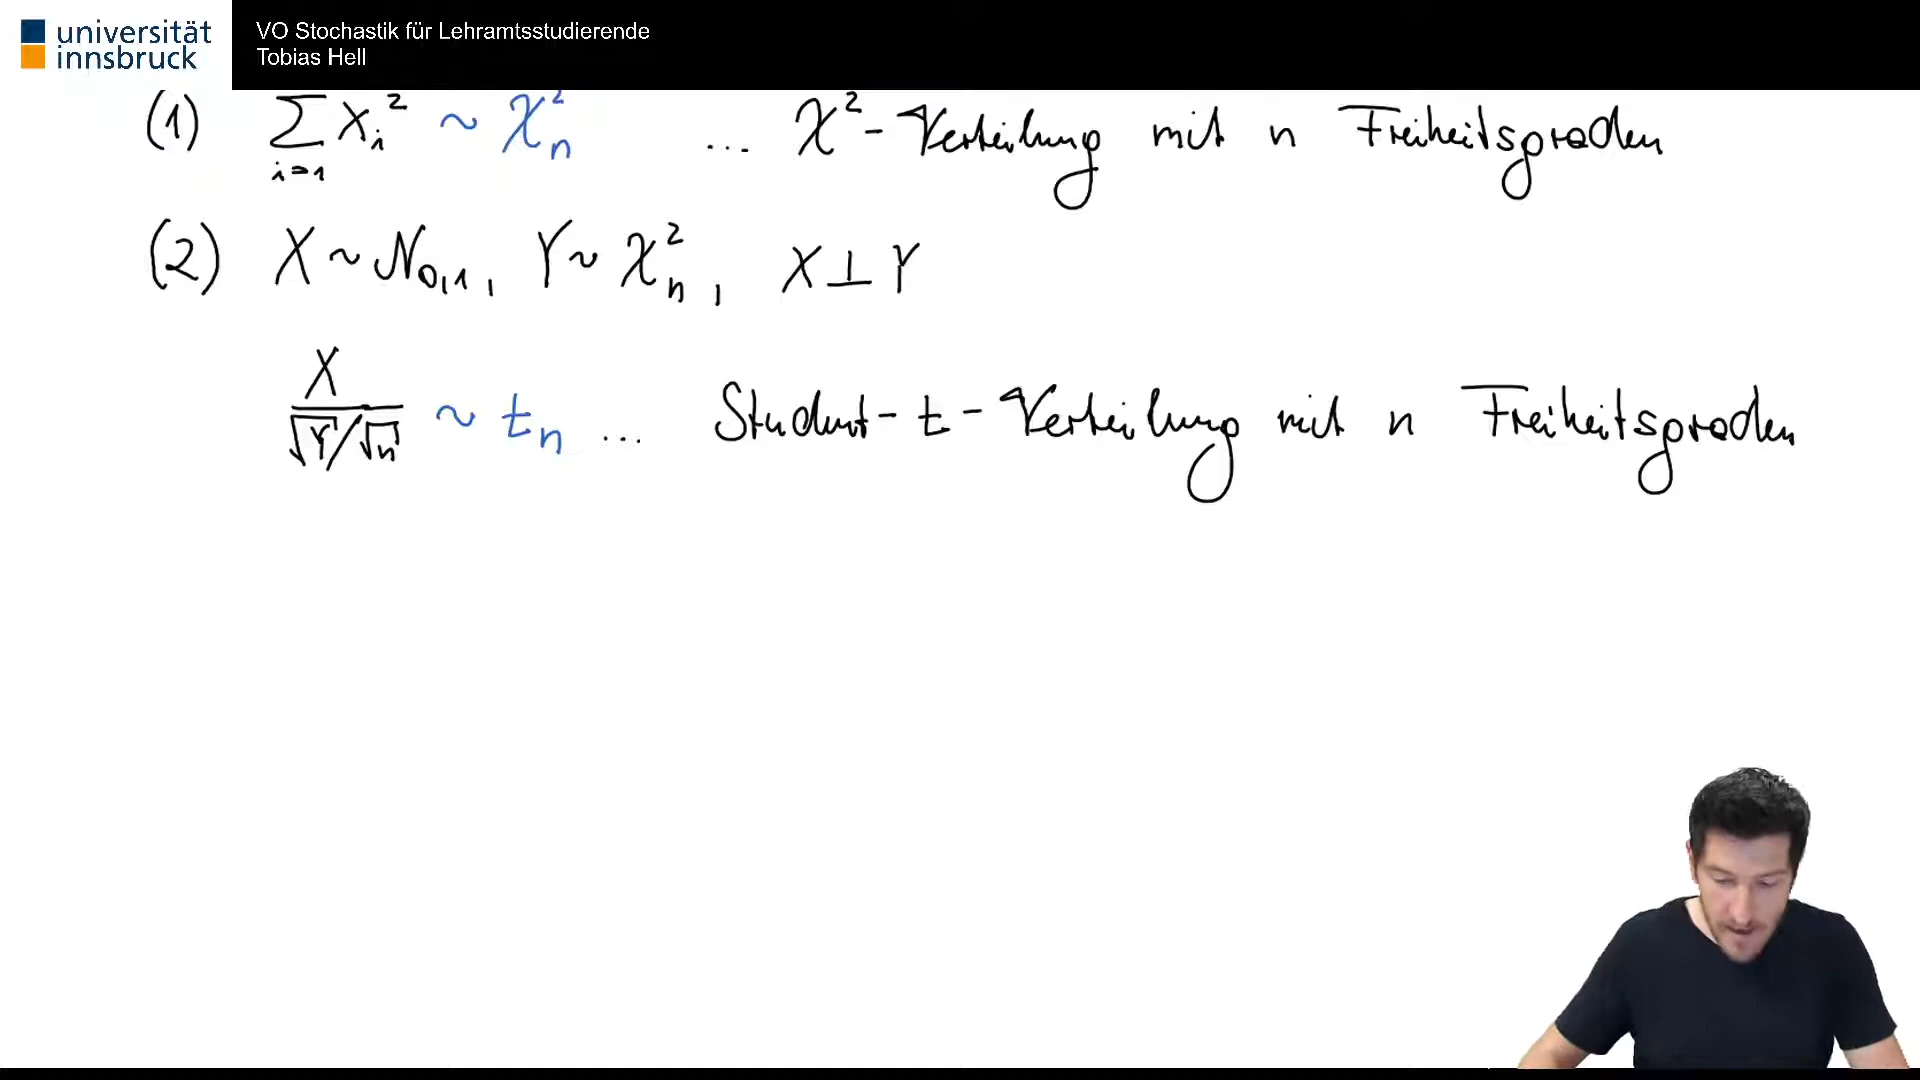 universität
innsbruck
VO Stochastik für Lehramtsstudierende
Tobias Hell
(1) ∑ Xᵢ² ~ χ²ₙ ... χ²-Verteilung mit n Freiheitsgraden
i=1
(2) X ~ N₀,₁, Y ~ χ²ₙ, X ⊥ Y
X / (√Y/√n) ~ tₙ ... Student-t-Verteilung mit n Freiheitsgraden